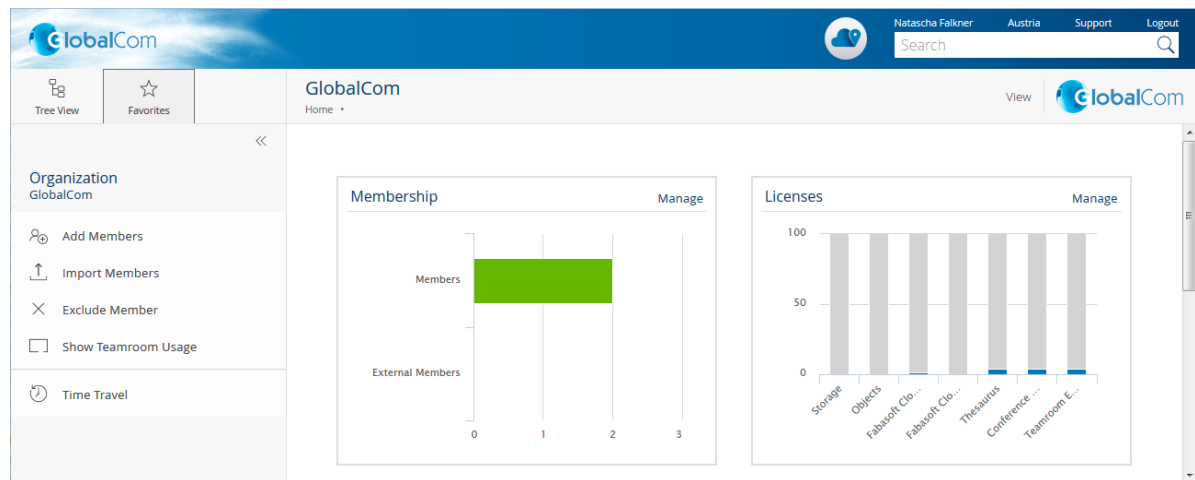 GlobalCom
Natascha Falkner Austria Support Logout
Search
Tree View
Favorites
GlobalCom
Home
View
GlobalCom
Organization
GlobalCom
Add Members
Import Members
Exclude Member
Show Teamroom Usage
Time Travel
Membership Manage
Members
External Members
0 1 2 3
Licenses Manage
100
50
0
Storage
Objects
Fabasoft Clo...
Fabasoft Clo...
Thesaurus
Conference ...
Teamroom E...